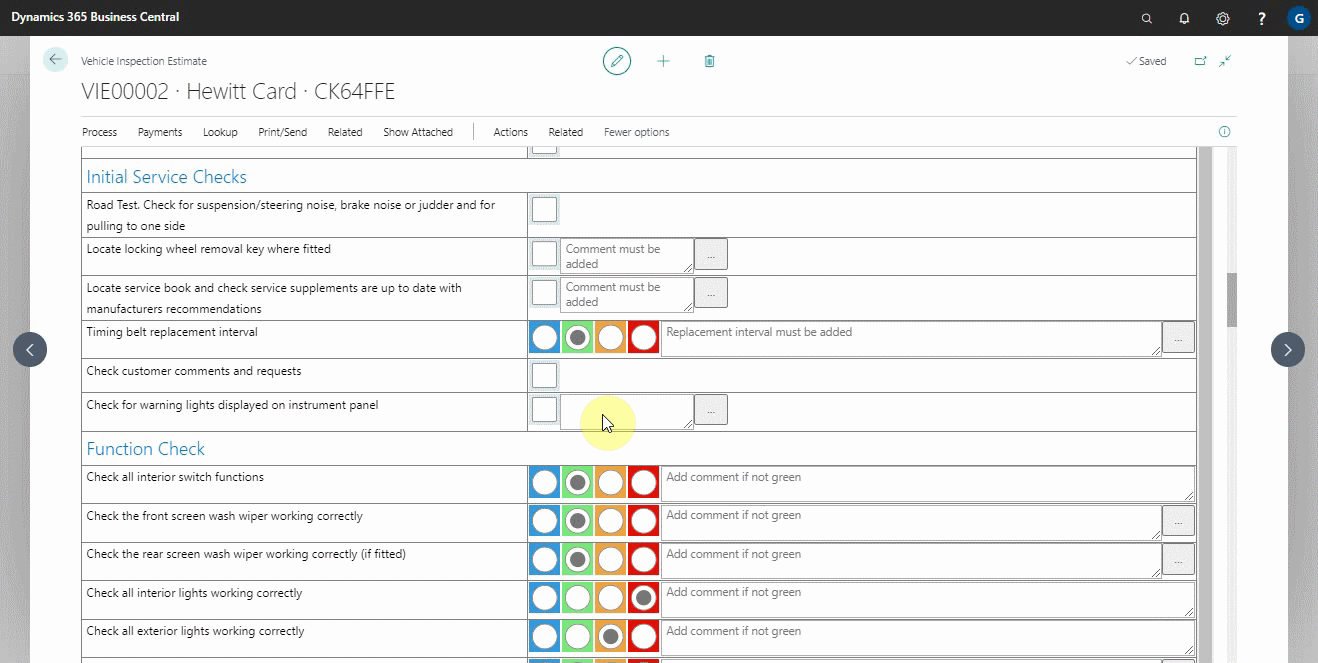 Dynamics 365 Business Central
?
G
Vehicle Inspection Estimate
Saved
VIE00002 · Hewitt Card · CK64FFE
Process Payments Lookup Print/Send Related Show Attached Actions Related Fewer options
Initial Service Checks
Road Test. Check for suspension/steering noise, brake noise or judder and for
pulling to one side
Locate locking wheel removal key where fitted
Comment must be
added
...
Locate service book and check service supplements are up to date with
manufacturers recommendations
Comment must be
added
...
Timing belt replacement interval
Replacement interval must be added
...
Check customer comments and requests
Check for warning lights displayed on instrument panel
...
Function Check
Check all interior switch functions
Add comment if not green
Check the front screen wash wiper working correctly
Add comment if not green
...
Check the rear screen wash wiper working correctly (if fitted)
Add comment if not green
...
Check all interior lights working correctly
Add comment if not green
Check all exterior lights working correctly
Add comment if not green